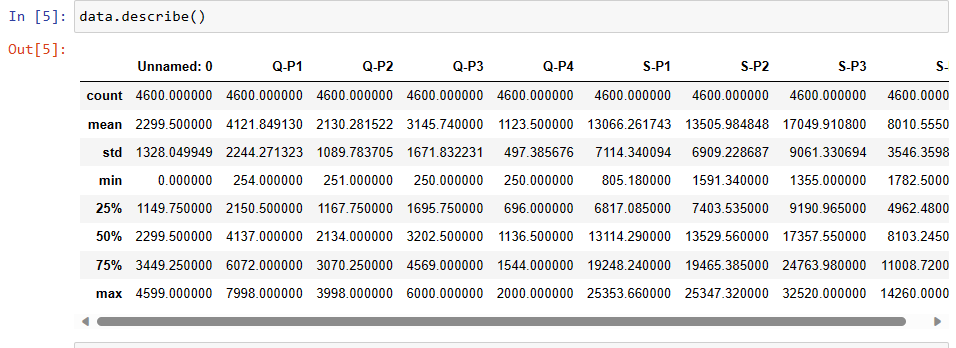 In [5]: data.describe()
Out[5]:
Unnamed: 0 Q-P1 Q-P2 Q-P3 Q-P4 S-P1 S-P2 S-P3 S-
count 4600.000000 4600.000000 4600.000000 4600.000000 4600.000000 4600.000000 4600.000000 4600.000000 4600.0000
mean 2299.500000 4121.849130 2130.281522 3145.740000 1123.500000 13066.261743 13505.984848 17049.910800 8010.5550
std 1328.049949 2244.271323 1089.783705 1671.832231 497.385676 7114.340094 6909.228687 9061.330694 3546.3598
min 0.000000 254.000000 251.000000 250.000000 250.000000 805.180000 1591.340000 1355.000000 1782.5000
25% 1149.750000 2150.500000 1167.750000 1695.750000 696.000000 6817.085000 7403.535000 9190.965000 4962.4800
50% 2299.500000 4137.000000 2134.000000 3202.500000 1136.500000 13114.290000 13529.560000 17357.550000 8103.2450
75% 3449.250000 6072.000000 3070.250000 4569.000000 1544.000000 19248.240000 19465.385000 24763.980000 11008.7200
max 4599.000000 7998.000000 3998.000000 6000.000000 2000.000000 25353.660000 25347.320000 32520.000000 14260.0000